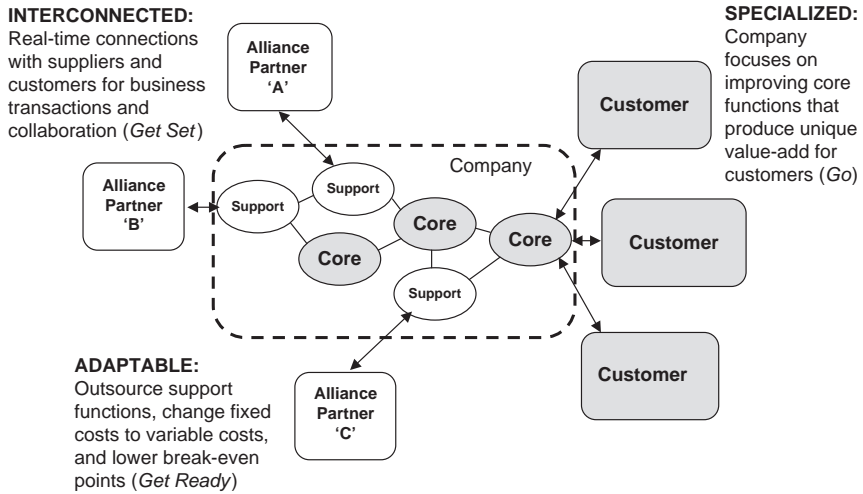 INTERCONNECTED:
Real-time connections
with suppliers and
customers for business
transactions and
collaboration (Get Set)
Alliance
Partner
‘A’
SPECIALIZED:
Company
focuses on
improving core
functions that
produce unique
value-add for
customers (Go)
Customer
Company
Alliance
Partner
‘B’
Support
Support
Core
Core
Core
Support
Customer
Customer
ADAPTABLE:
Outsource support
functions, change fixed
costs to variable costs,
and lower break-even
points (Get Ready)
Alliance
Partner
‘C’